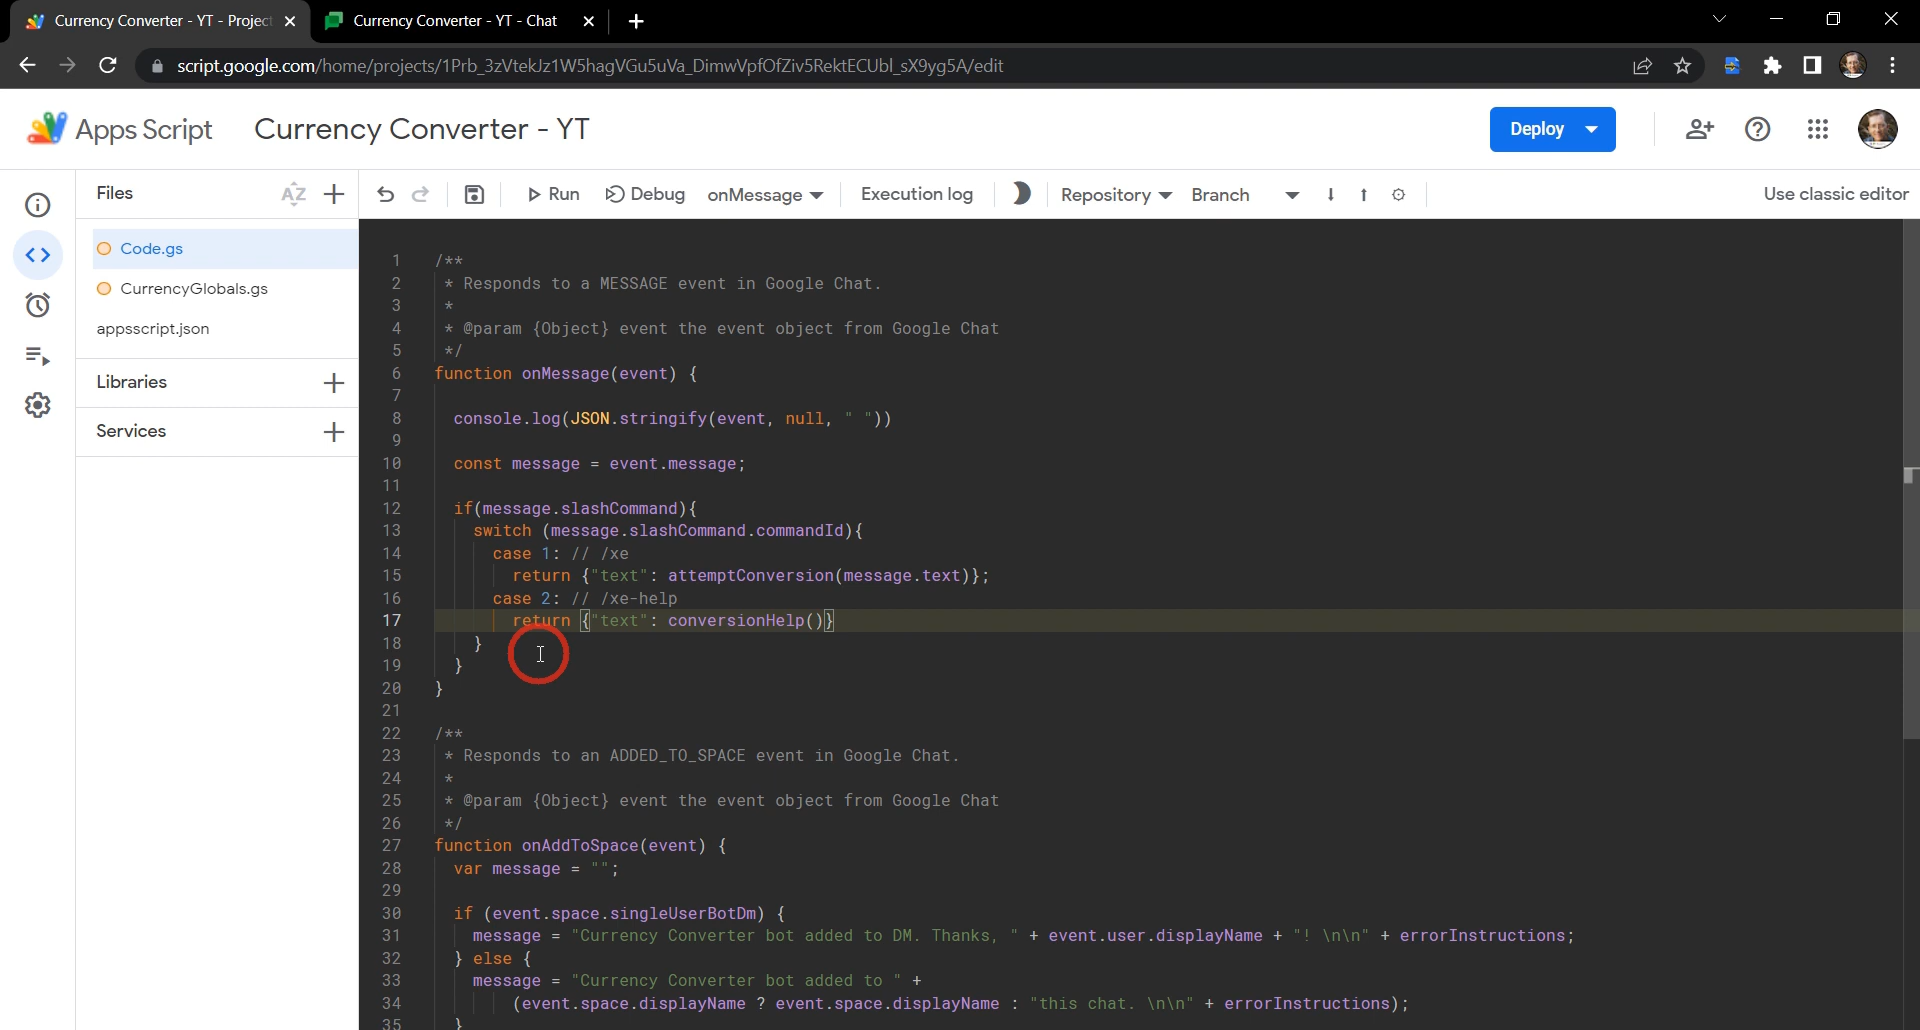 Currency Converter - YT - Project
Currency Converter - YT - Chat
script.google.com/home/projects/1Prb_3zVtekJz1W5hagVGu5uVa_DimwVpfOfZiv5RektECUbl_sX9yg5A/edit
Apps Script
Currency Converter - YT
Deploy
Files
AZ
Run
Debug
onMessage
Execution log
Repository
Branch
Use classic editor
Code.gs
CurrencyGlobals.gs
appsscript.json
Libraries
Services
1 /**
2 * Responds to a MESSAGE event in Google Chat.
3 *
4 * @param {Object} event the event object from Google Chat
5 */
6 function onMessage(event) {
7
8 console.log(JSON.stringify(event, null, " "))
9
10 const message = event.message;
11
12 if(message.slashCommand){
13 switch (message.slashCommand.commandId){
14 case 1: // /xe
15 return {"text": attemptConversion(message.text)};
16 case 2: // /xe-help
17 return {"text": conversionHelp()}
18 }
19 }
20 }
21
22 /**
23 * Responds to an ADDED_TO_SPACE event in Google Chat.
24 *
25 * @param {Object} event the event object from Google Chat
26 */
27 function onAddToSpace(event) {
28 var message = "";
29
30 if (event.space.singleUserBotDm) {
31 message = "Currency Converter bot added to DM. Thanks, " + event.user.displayName + "! \n\n" + errorInstructions;
32 } else {
33 message = "Currency Converter bot added to " +
34 (event.space.displayName ? event.space.displayName : "this chat. \n\n" + errorInstructions);
35 }